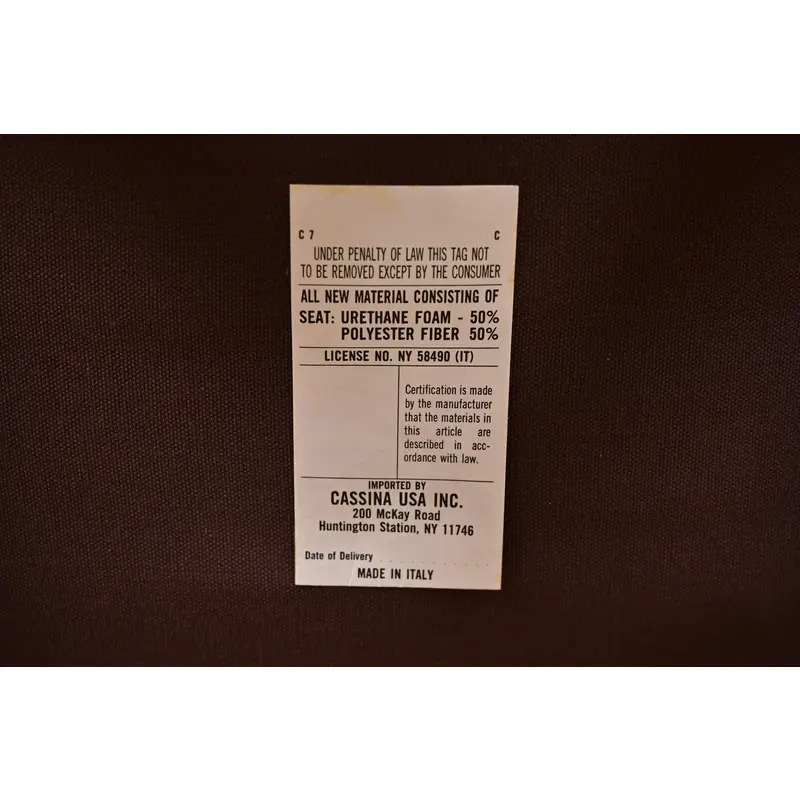 C 7 C
UNDER PENALTY OF LAW THIS TAG NOT
TO BE REMOVED EXCEPT BY THE CONSUMER
ALL NEW MATERIAL CONSISTING OF
SEAT: URETHANE FOAM - 50%
POLYESTER FIBER 50%
LICENSE NO. NY 58490 (IT)
Certification is made
by the manufacturer
that the materials in
this article are
described in acc-
ordance with law.
IMPORTED BY
CASSINA USA INC.
200 McKay Road
Huntington Station, NY 11746
Date of Delivery . . . . . . . . . . .
MADE IN ITALY